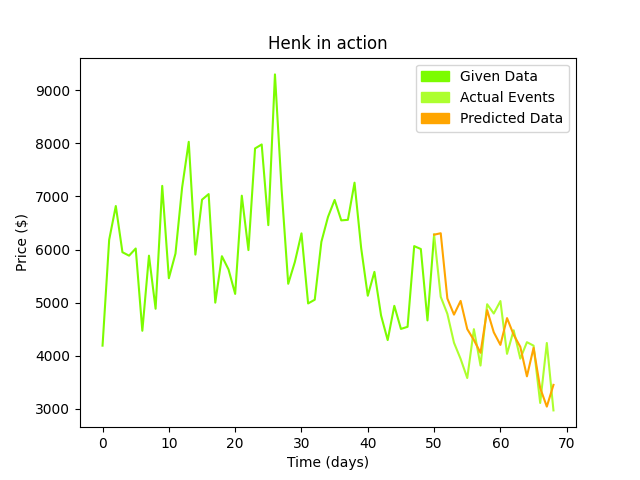 Henk in action
Given Data
Actual Events
Predicted Data
Price ($)
9000
8000
7000
6000
5000
4000
3000
0 10 20 30 40 50 60 70
Time (days)